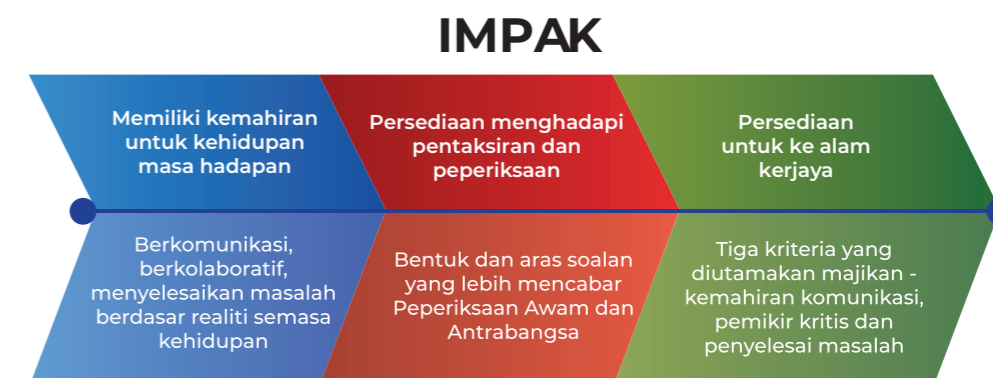 IMPAK
Memiliki kemahiran
untuk kehidupan
masa hadapan
Berkomunikasi,
berkolaboratif,
menyelesaikan masalah
berdasar realiti semasa
kehidupan
Persediaan menghadapi
pentaksiran dan
peperiksaan
Bentuk dan aras soalan
yang lebih mencabar
Peperiksaan Awam dan
Antrabangsa
Persediaan
untuk ke alam
kerjaya
Tiga kriteria yang
diutamakan majikan -
kemahiran komunikasi,
pemikir kritis dan
penyelesai masalah